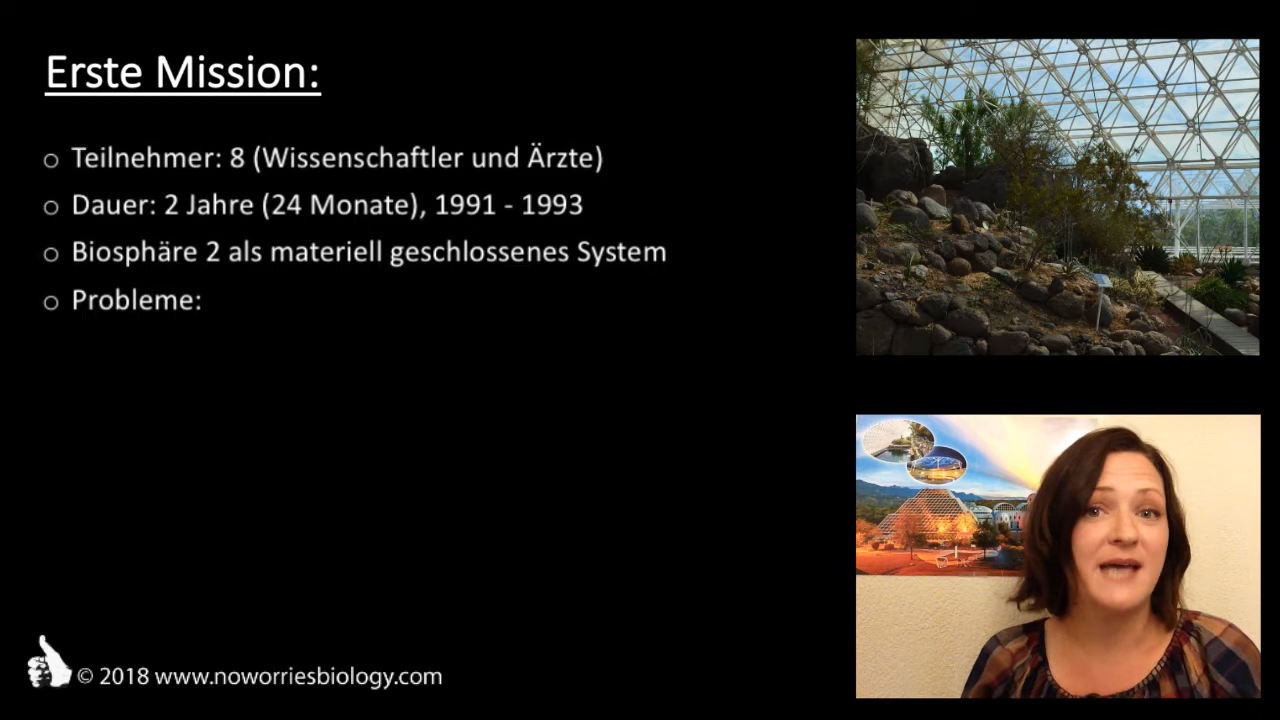 Erste Mission:
Teilnehmer: 8 (Wissenschaftler und Ärzte)
Dauer: 2 Jahre (24 Monate), 1991 - 1993
Biosphäre 2 als materiell geschlossenes System
Probleme:
© 2018 www.noworriesbiology.com